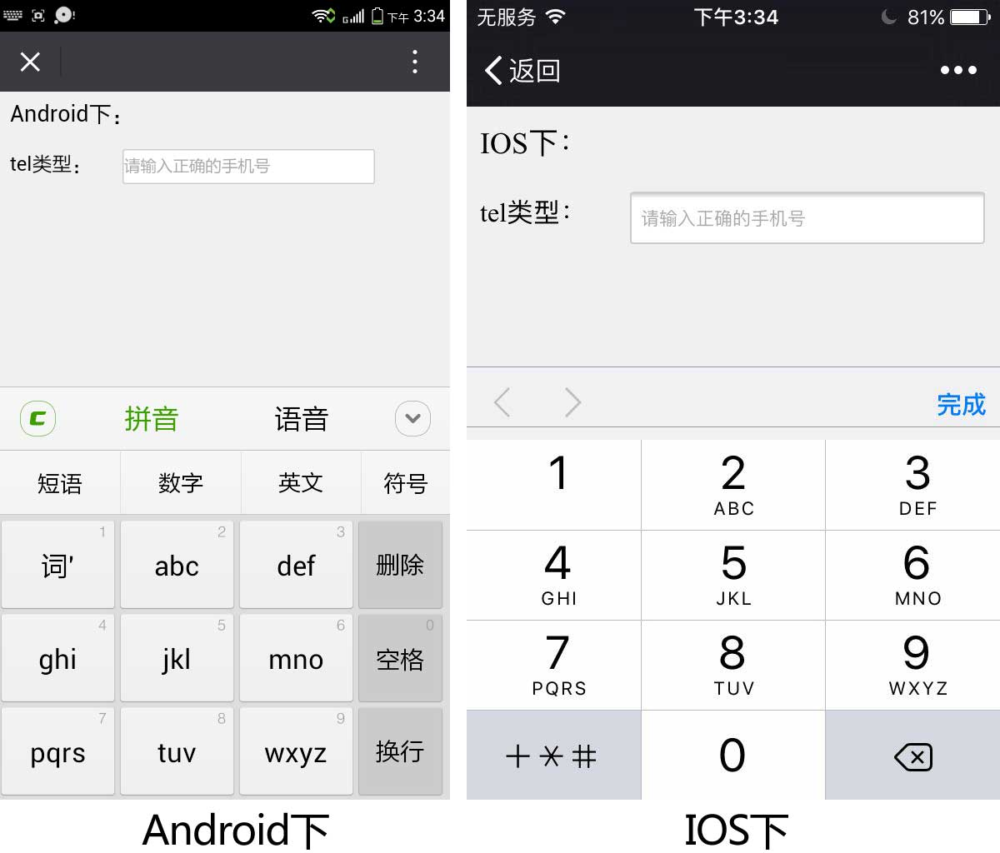 下午 3:34
Android下：
tel类型：
请输入正确的手机号
拼音
语音
短语
数字
英文
符号
1
词'
2
abc
3
def
删除
4
ghi
5
jkl
6
mno
0
空格
7
pqrs
8
tuv
9
wxyz
换行
Android下
无服务
下午3:34
81%
返回
IOS下：
tel类型：
请输入正确的手机号
完成
1
2
ABC
3
DEF
4
GHI
5
JKL
6
MNO
7
PQRS
8
TUV
9
WXYZ
+*#
0
IOS下